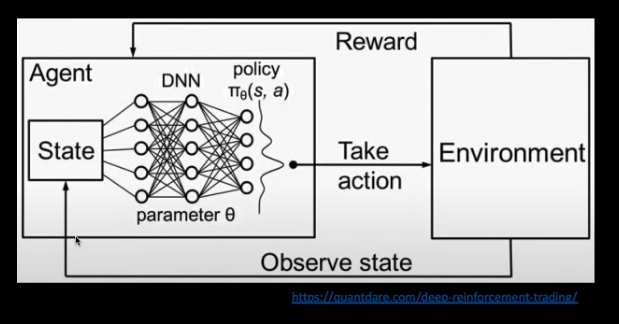 Reward
Agent
DNN
policy
πθ(s, a)
State
Take
action
Environment
parameter θ
Observe state
https://quantdare.com/deep-reinforcement-trading/